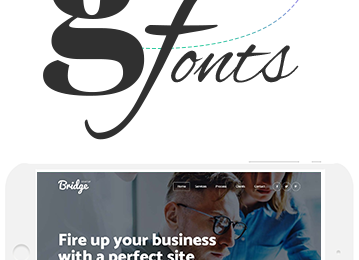 g fonts
Bridge
Home Services Process Clients Contact
Fire up your business
with a perfect site